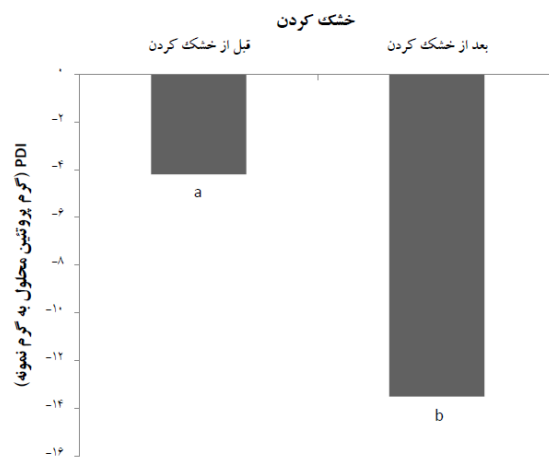 خشک کردن
قبل از خشک کردن
بعد از خشک کردن
۰
-۲
-۴
-۶
-۸
-۱۰
-۱۲
-۱۴
-۱۶
PDI (گرم پروتئین محلول به گرم نمونه)
a
b